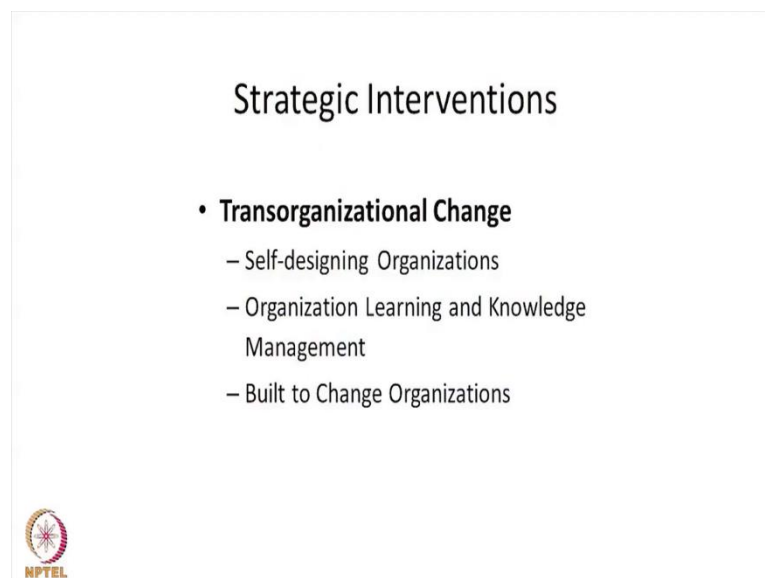 Strategic Interventions
• Transorganizational Change
– Self-designing Organizations
– Organization Learning and Knowledge
Management
– Built to Change Organizations
NPTEL